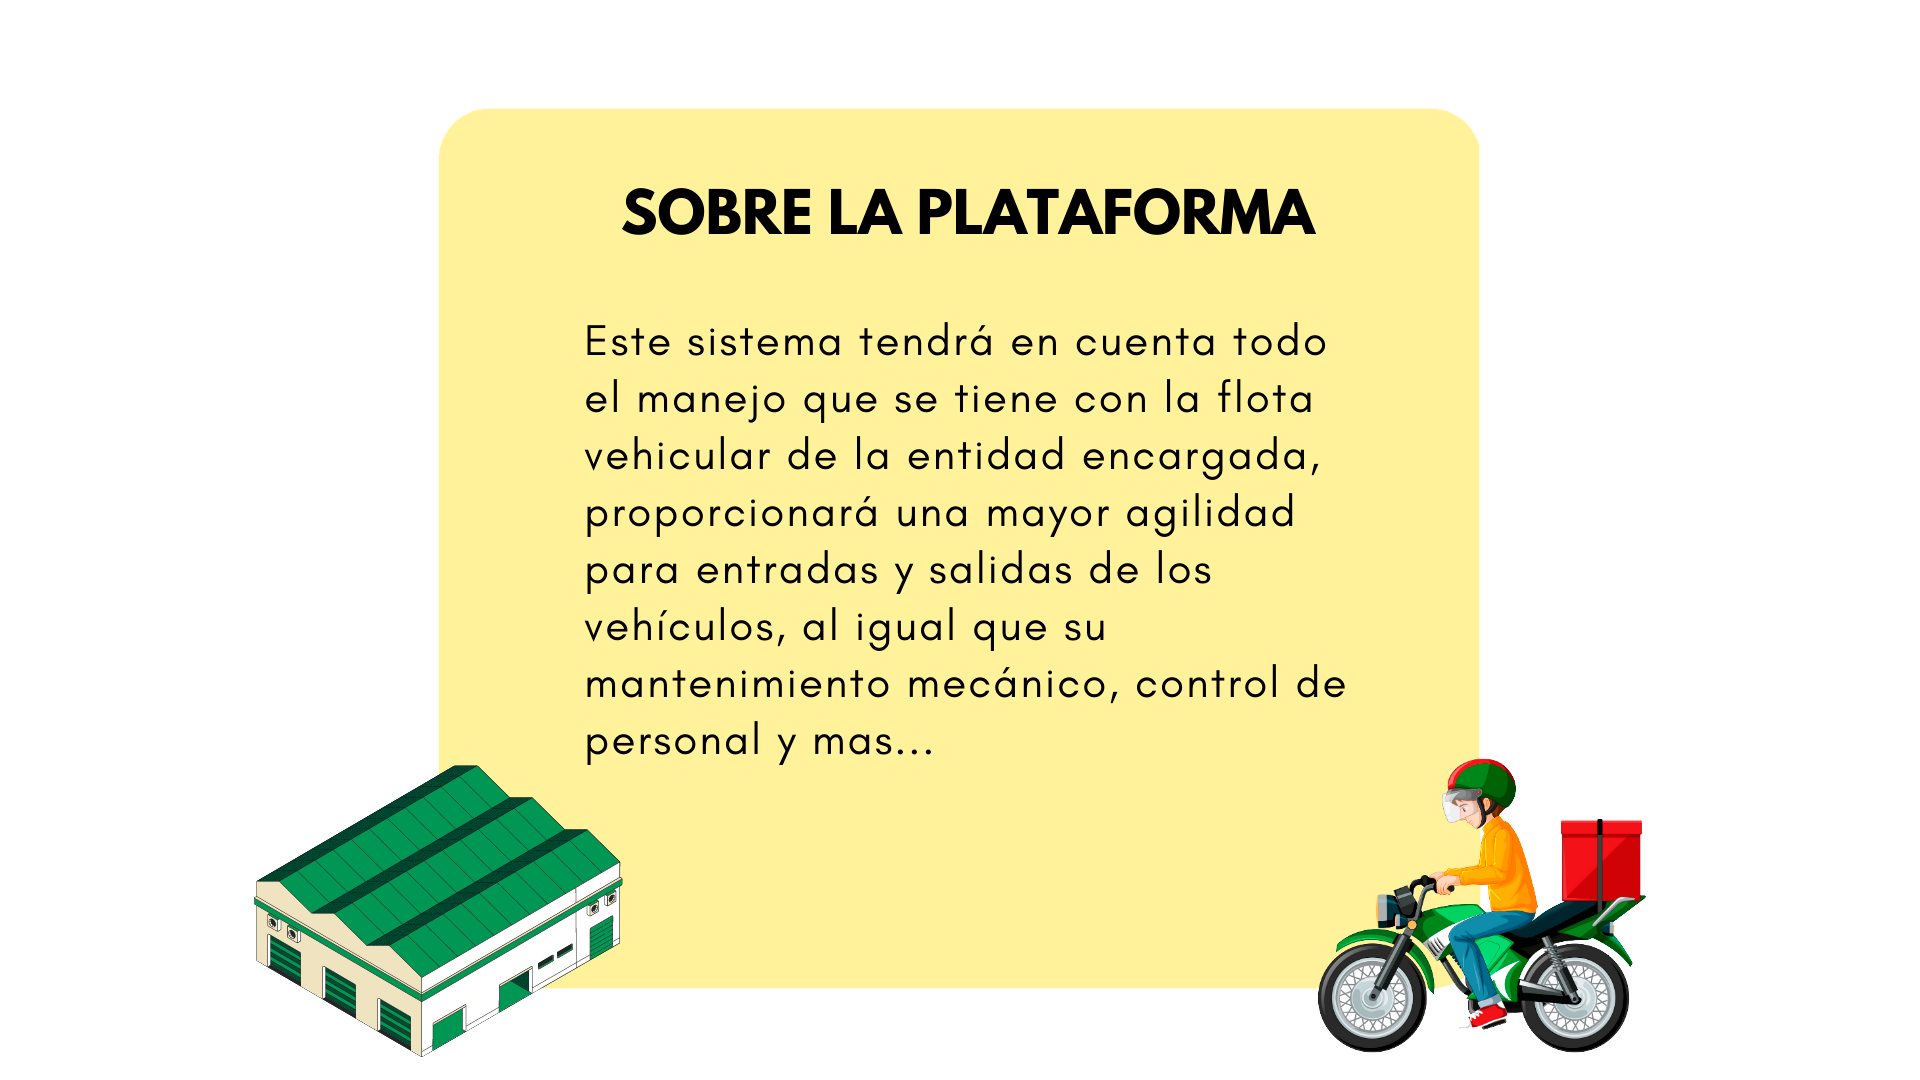 SOBRE LA PLATAFORMA
Este sistema tendrá en cuenta todo
el manejo que se tiene con la flota
vehicular de la entidad encargada,
proporcionará una mayor agilidad
para entradas y salidas de los
vehículos, al igual que su
mantenimiento mecánico, control de
personal y mas...